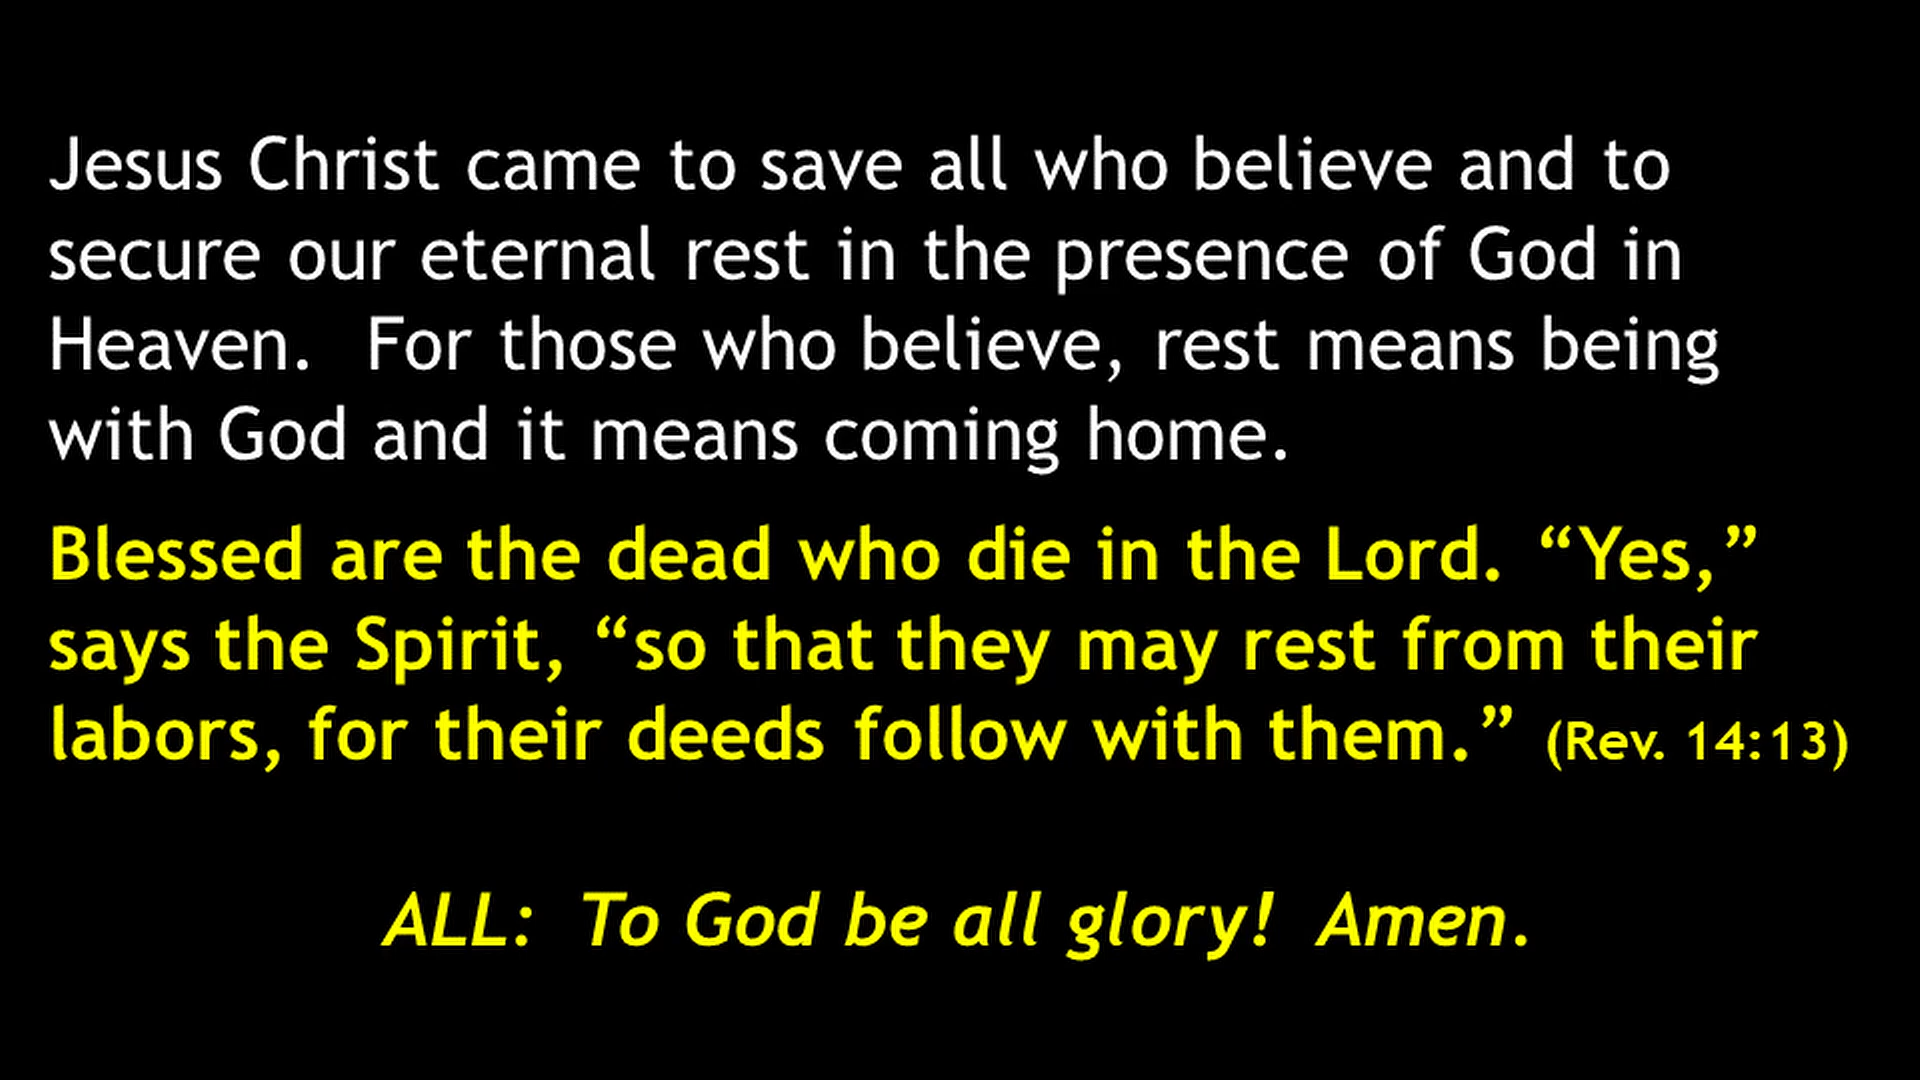 Jesus Christ came to save all who believe and to
secure our eternal rest in the presence of God in
Heaven.  For those who believe, rest means being
with God and it means coming home.
Blessed are the dead who die in the Lord. “Yes,”
says the Spirit, “so that they may rest from their
labors, for their deeds follow with them.” (Rev. 14:13)
ALL:  To God be all glory!  Amen.